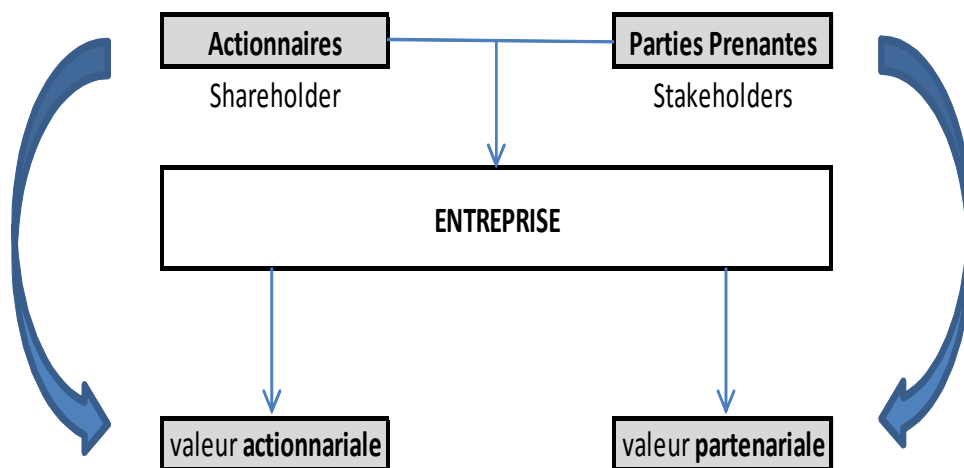 Actionnaires
Parties Prenantes
Shareholder
Stakeholders
ENTREPRISE
valeur actionnariale
valeur partenariale